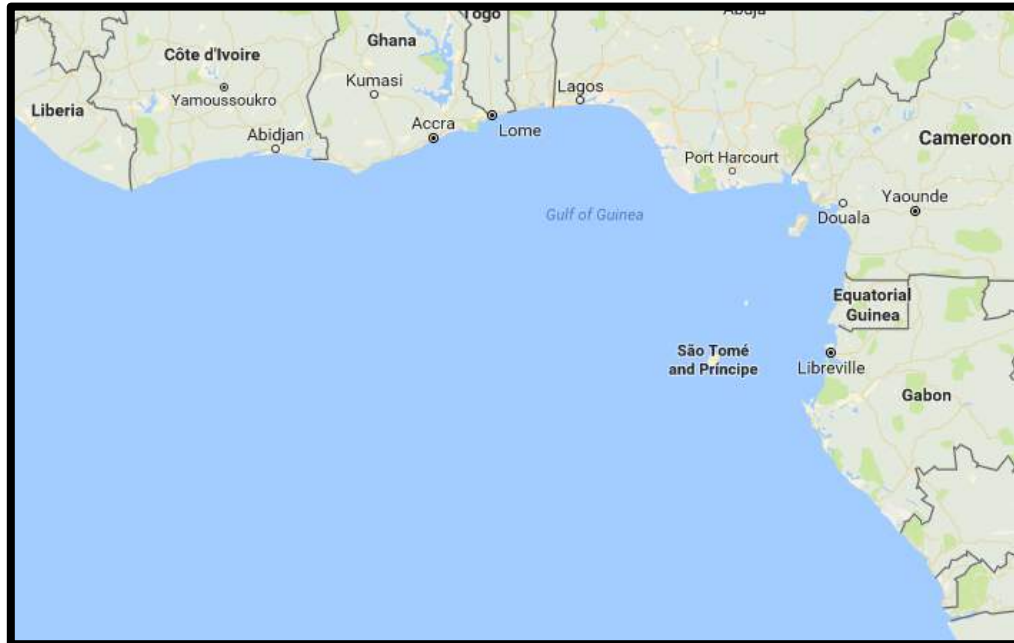 Togo
Abuja
Côte d'Ivoire
Ghana
Kumasi
Yamoussoukro
Lagos
Liberia
Abidjan
Accra
Lome
Cameroon
Port Harcourt
Yaounde
Douala
Gulf of Guinea
Equatorial
Guinea
São Tomé
and Príncipe
Libreville
Gabon